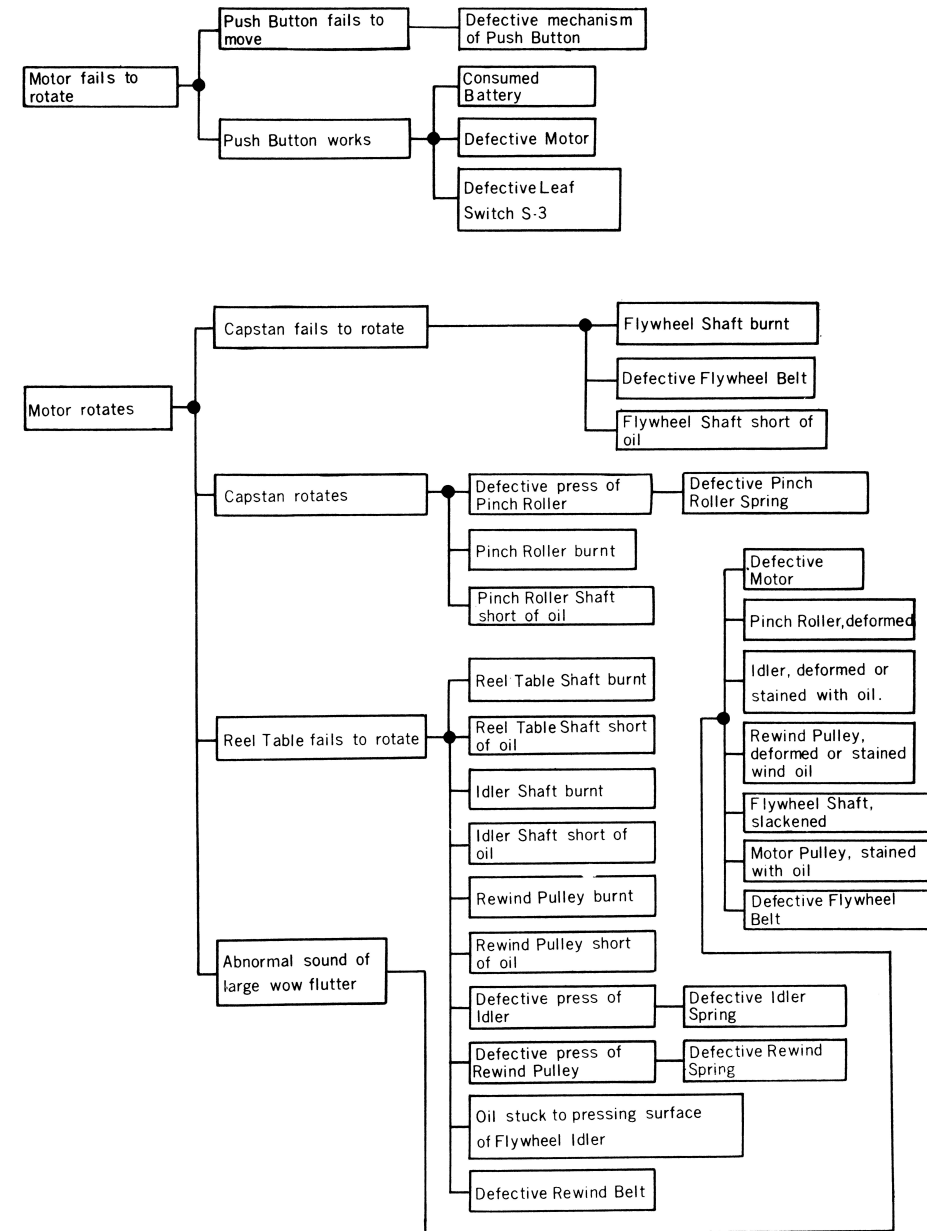 Push Button fails to
move
Defective mechanism
of Push Button
Motor fails to
rotate
Consumed
Battery
Push Button works
Defective Motor
Defective Leaf
Switch S-3
Capstan fails to rotate
Flywheel Shaft burnt
Defective Flywheel Belt
Motor rotates
Flywheel Shaft short of
oil
Capstan rotates
Defective press of
Pinch Roller
Defective Pinch
Roller Spring
Pinch Roller burnt
Pinch Roller Shaft
short of oil
Reel Table fails to rotate
Reel Table Shaft burnt
Reel Table Shaft short
of oil
Idler Shaft burnt
Idler Shaft short of
oil
Rewind Pulley burnt
Rewind Pulley short
of oil
Defective press of
Idler
Defective Idler
Spring
Defective press of
Rewind Pulley
Defective Rewind
Spring
Oil stuck to pressing surface
of Flywheel Idler
Defective Rewind Belt
Abnormal sound of
large wow flutter
Defective
Motor
Pinch Roller,deformed
Idler, deformed or
stained with oil.
Rewind Pulley,
deformed or stained
wind oil
Flywheel Shaft,
slackened
Motor Pulley, stained
with oil
Defective Flywheel
Belt